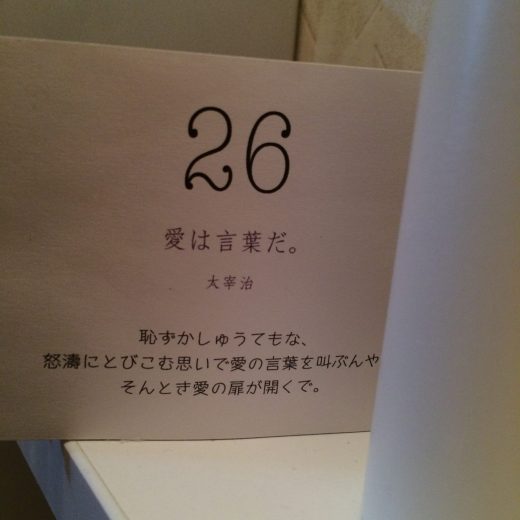 26
愛は言葉だ。
太宰治
恥ずかしゅうてもな、
怒濤にとびこむ思いで愛の言葉を叫ぶんや
そんとき愛の扉が開くで。